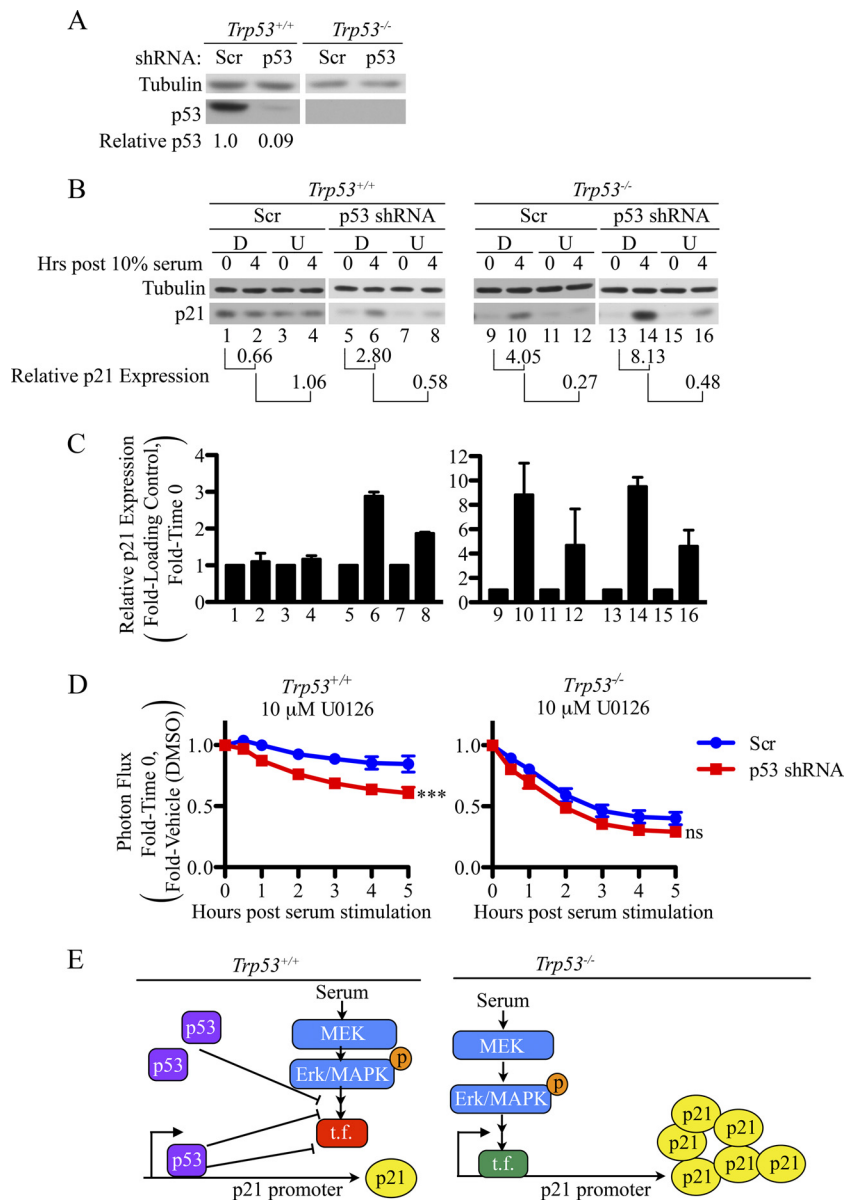 A
Trp53+/+ Trp53-/-
shRNA: Scr p53 Scr p53
Tubulin
p53
Relative p53 1.0 0.09
B
Trp53+/+ Trp53-/-
Scr p53 shRNA Scr p53 shRNA
D U D U D U D U
Hrs post 10% serum 0 4 0 4 0 4 0 4 0 4 0 4 0 4 0 4
Tubulin
p21
1 2 3 4 5 6 7 8 9 10 11 12 13 14 15 16
0.66 2.80 4.05 8.13
Relative p21 Expression 1.06 0.58 0.27 0.48
C
Relative p21 Expression
(Fold-Loading Control,
Fold-Time 0)
4
3
2
1
0
1 2 3 4 5 6 7 8
12
10
8
6
4
2
0
9 10 11 12 13 14 15 16
D
Trp53+/+
10 µM U0126
Trp53-/-
10 µM U0126
Photon Flux
(Fold-Time 0,
Fold-Vehicle (DMSO))
1.0
0.5
0.0
***
0 1 2 3 4 5
Hours post serum stimulation
1.0
0.5
0.0
ns
0 1 2 3 4 5
Hours post serum stimulation
Scr
p53 shRNA
E
Trp53+/+
Serum
MEK
Erk/MAPK
p
p53
p53
t.f.
p53
p21
p21 promoter
Trp53-/-
Serum
MEK
Erk/MAPK
p
t.f.
p21 promoter
p21
p21
p21
p21
p21
p21